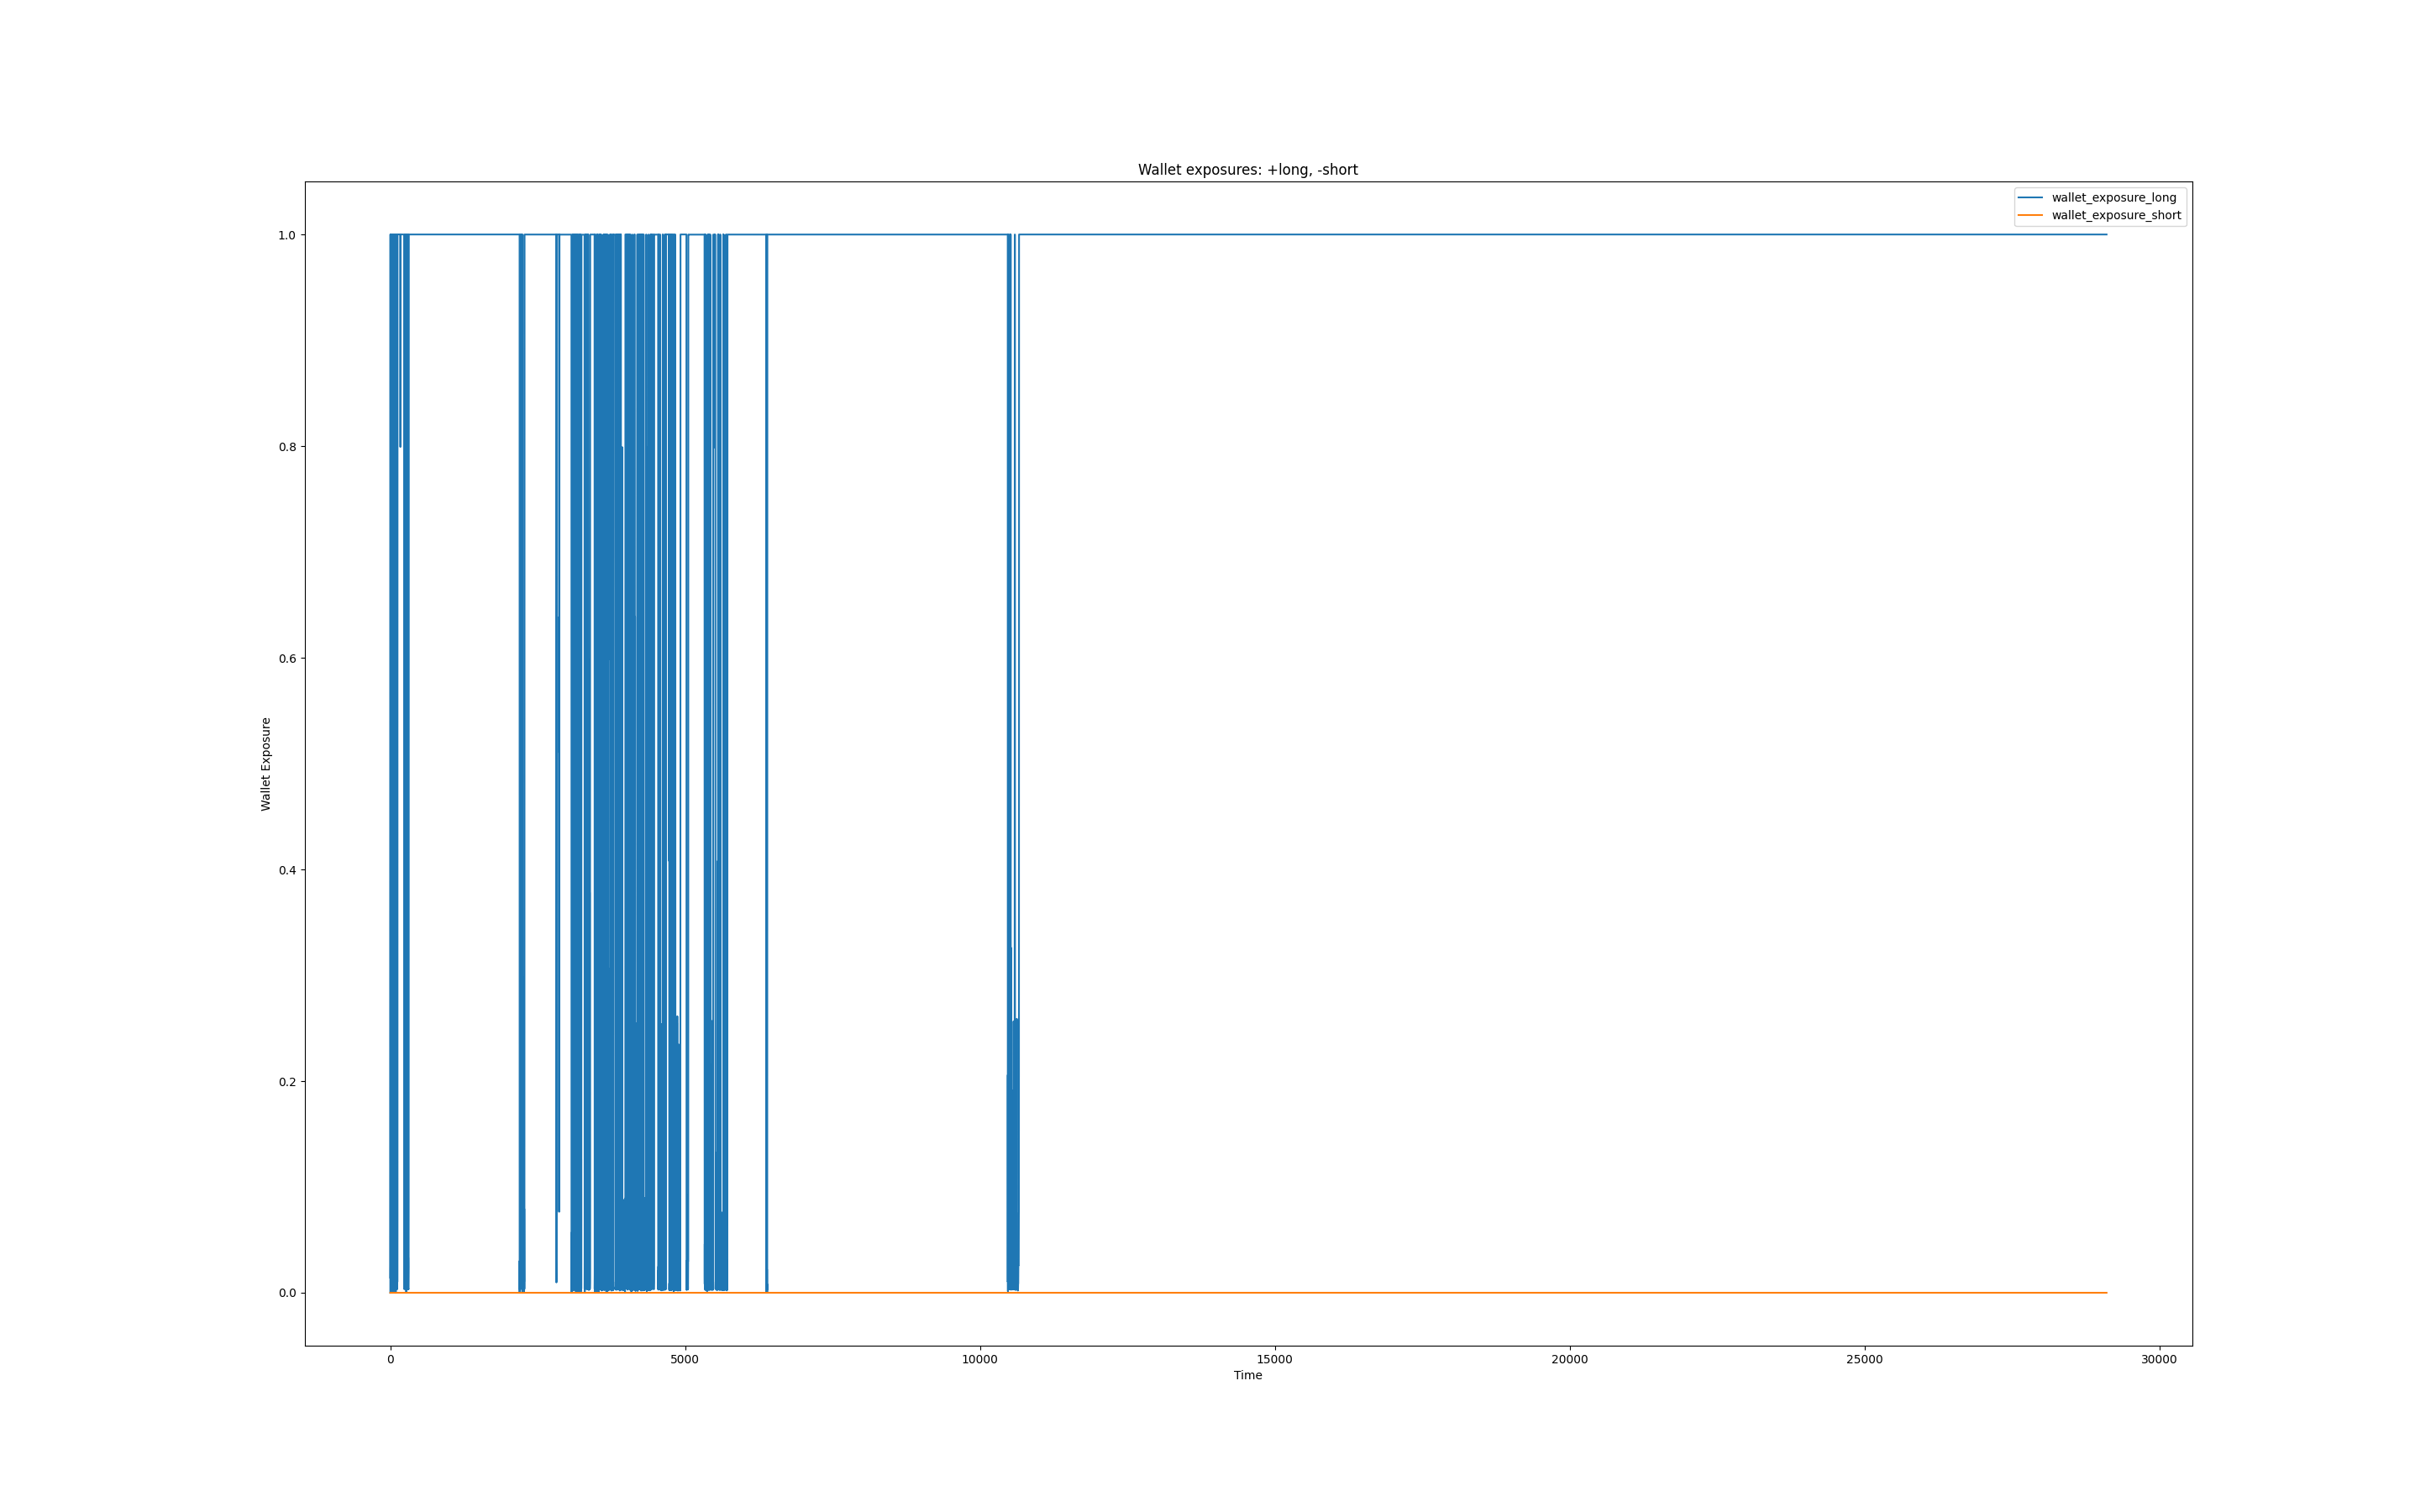 Wallet exposures: +long, -short
wallet_exposure_long
wallet_exposure_short
1.0
0.8
0.6
0.4
0.2
0.0
Wallet Exposure
0 5000 10000 15000 20000 25000 30000
Time